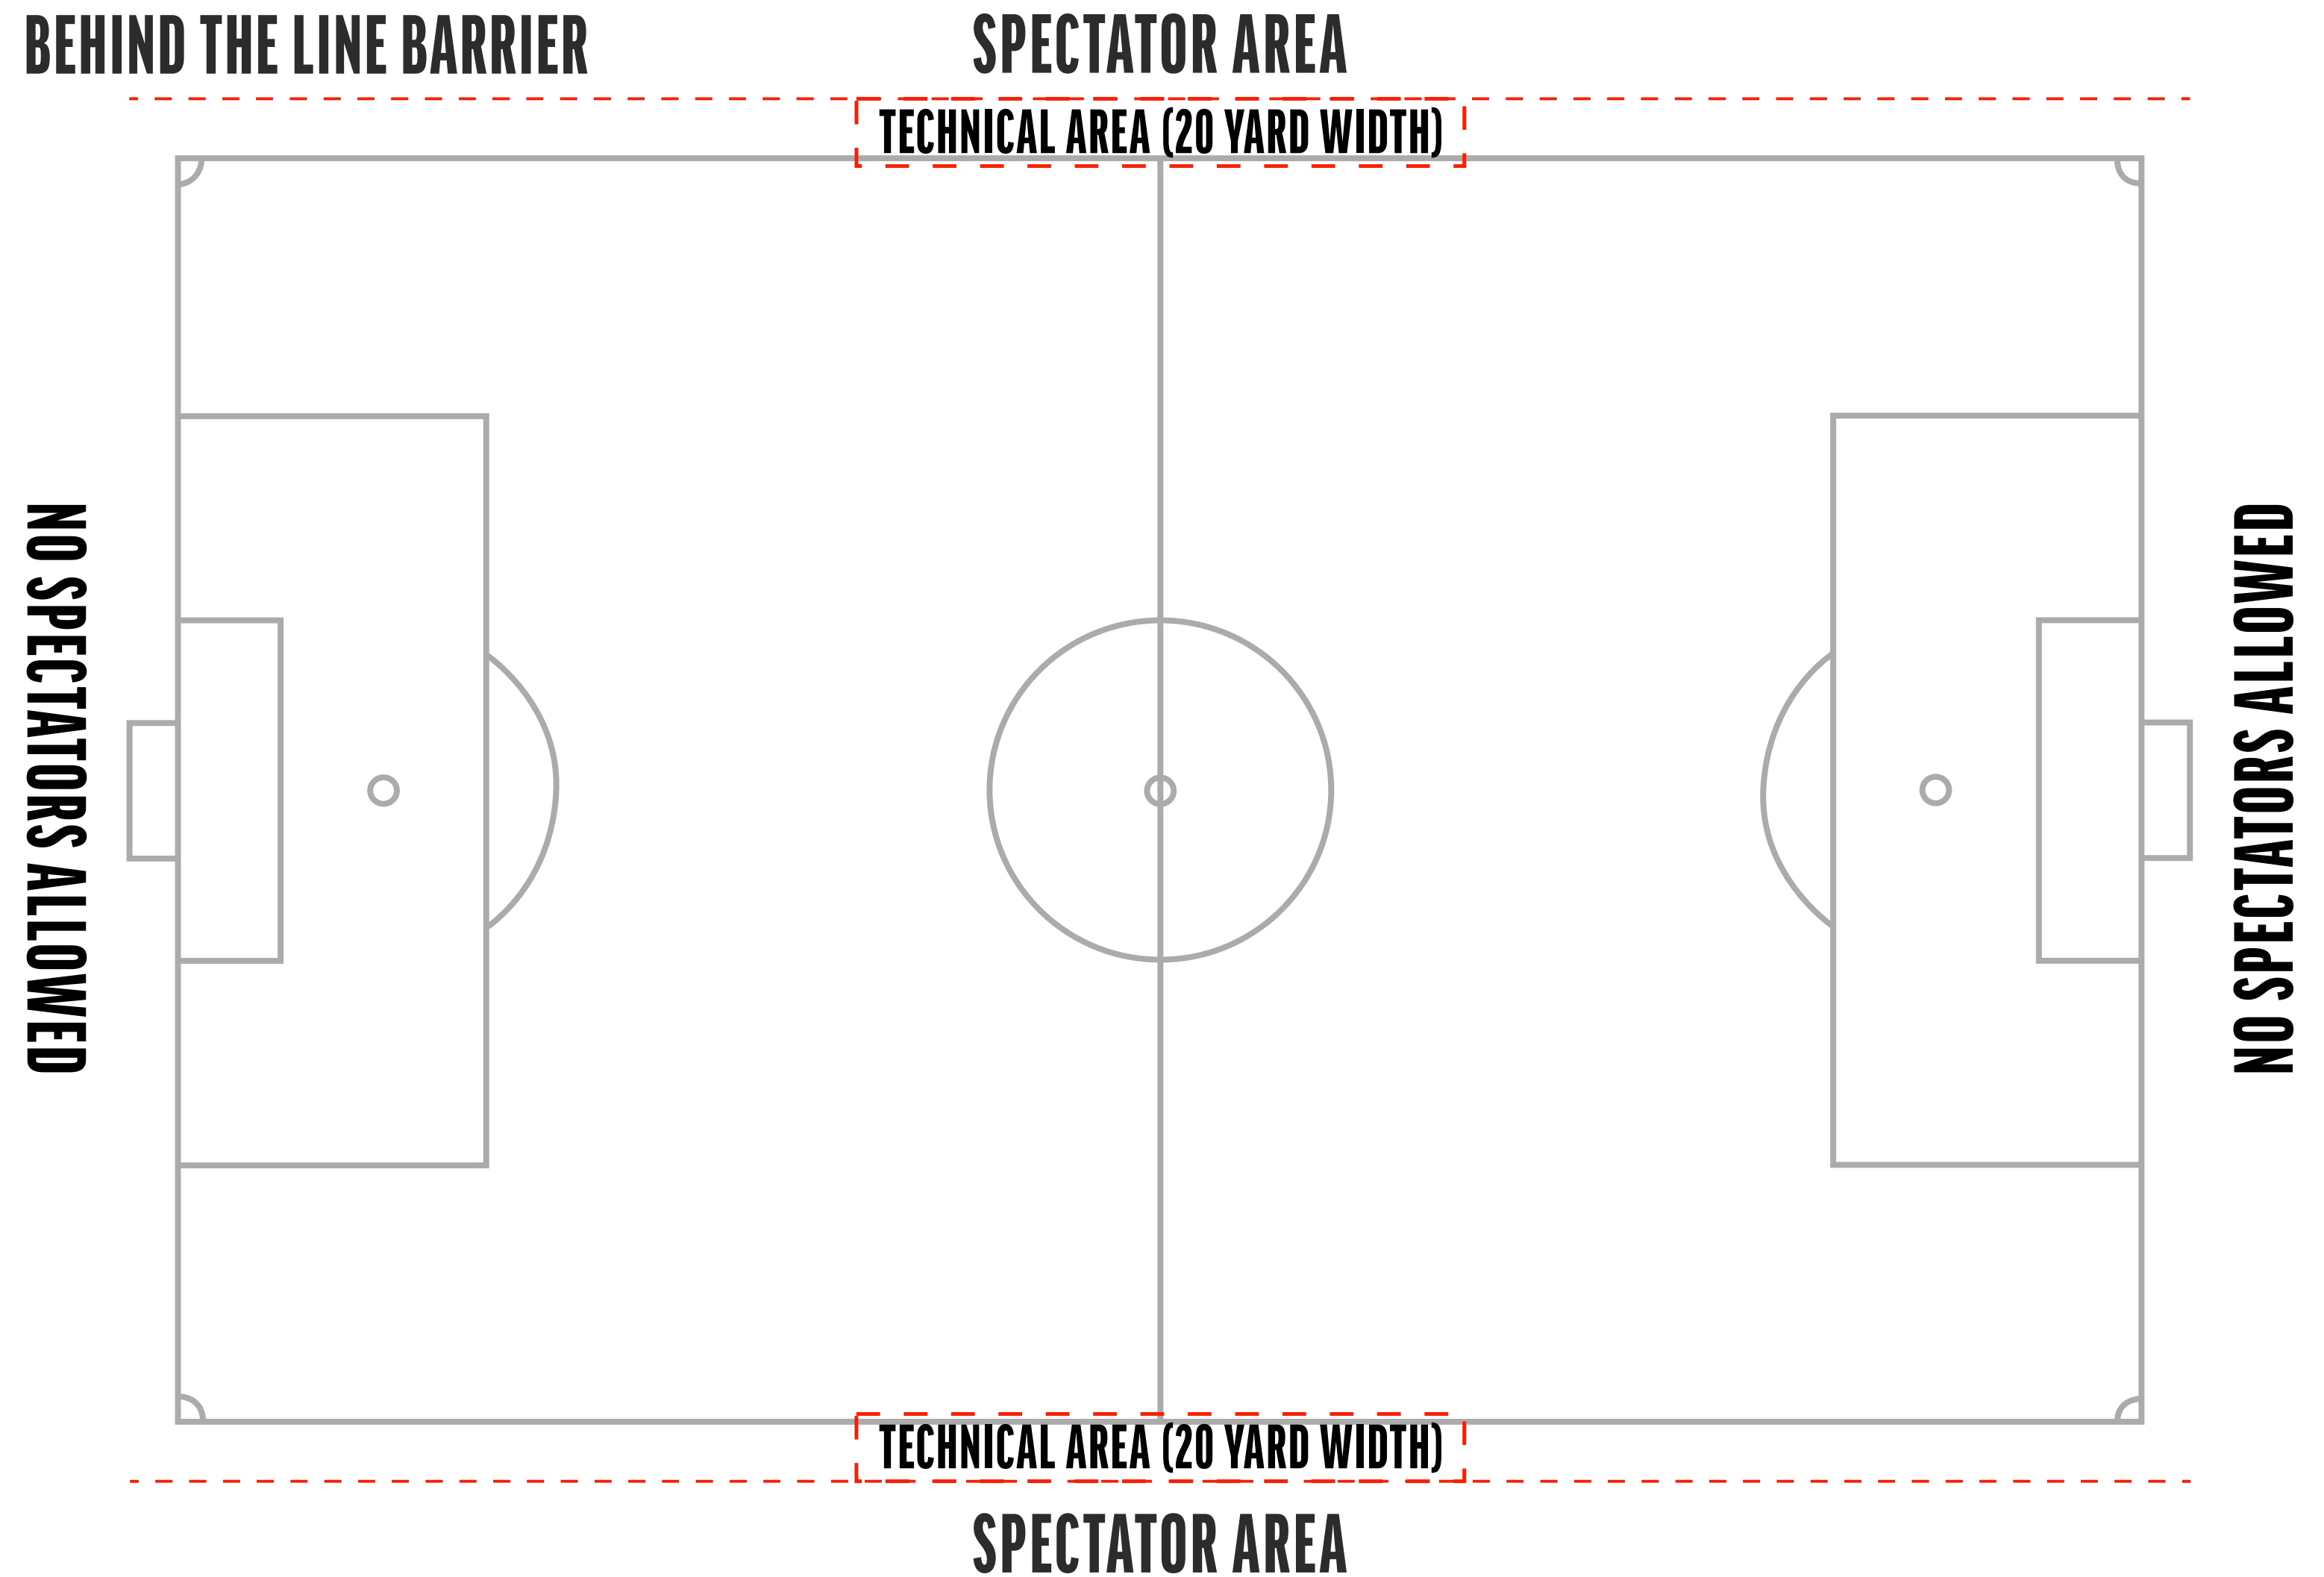 BEHIND THE LINE BARRIER
SPECTATOR AREA
TECHNICAL AREA (20 YARD WIDTH)
NO SPECTATORS ALLOWED
NO SPECTATORS ALLOWED
TECHNICAL AREA (20 YARD WIDTH)
SPECTATOR AREA